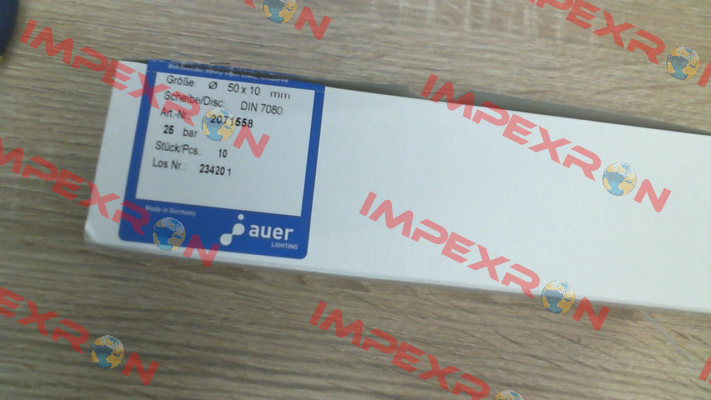 Größe: Ø 50 x 10 mm
Scheibe/Disc: DIN 7080
Art.-Nr. 2071558
25 bar
Stück/Pcs.: 10
Los Nr.: 23420 1
Made in Germany
auer
LIGHTING
IMPEXRON
IMPEXRON
IMPEXRON
IMPEXRON
IMPEXRON
IMPEXRON